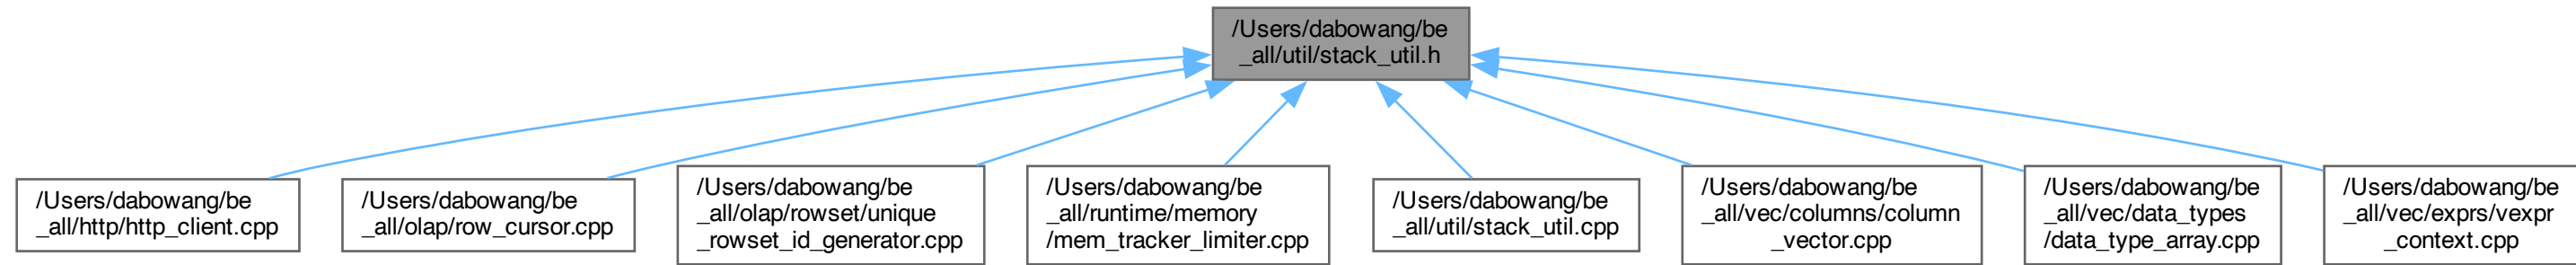 /Users/dabowang/be
_all/util/stack_util.h
/Users/dabowang/be
_all/http/http_client.cpp
/Users/dabowang/be
_all/olap/row_cursor.cpp
/Users/dabowang/be
_all/olap/rowset/unique
_rowset_id_generator.cpp
/Users/dabowang/be
_all/runtime/memory
/mem_tracker_limiter.cpp
/Users/dabowang/be
_all/util/stack_util.cpp
/Users/dabowang/be
_all/vec/columns/column
_vector.cpp
/Users/dabowang/be
_all/vec/data_types
/data_type_array.cpp
/Users/dabowang/be
_all/vec/exprs/vexpr
_context.cpp